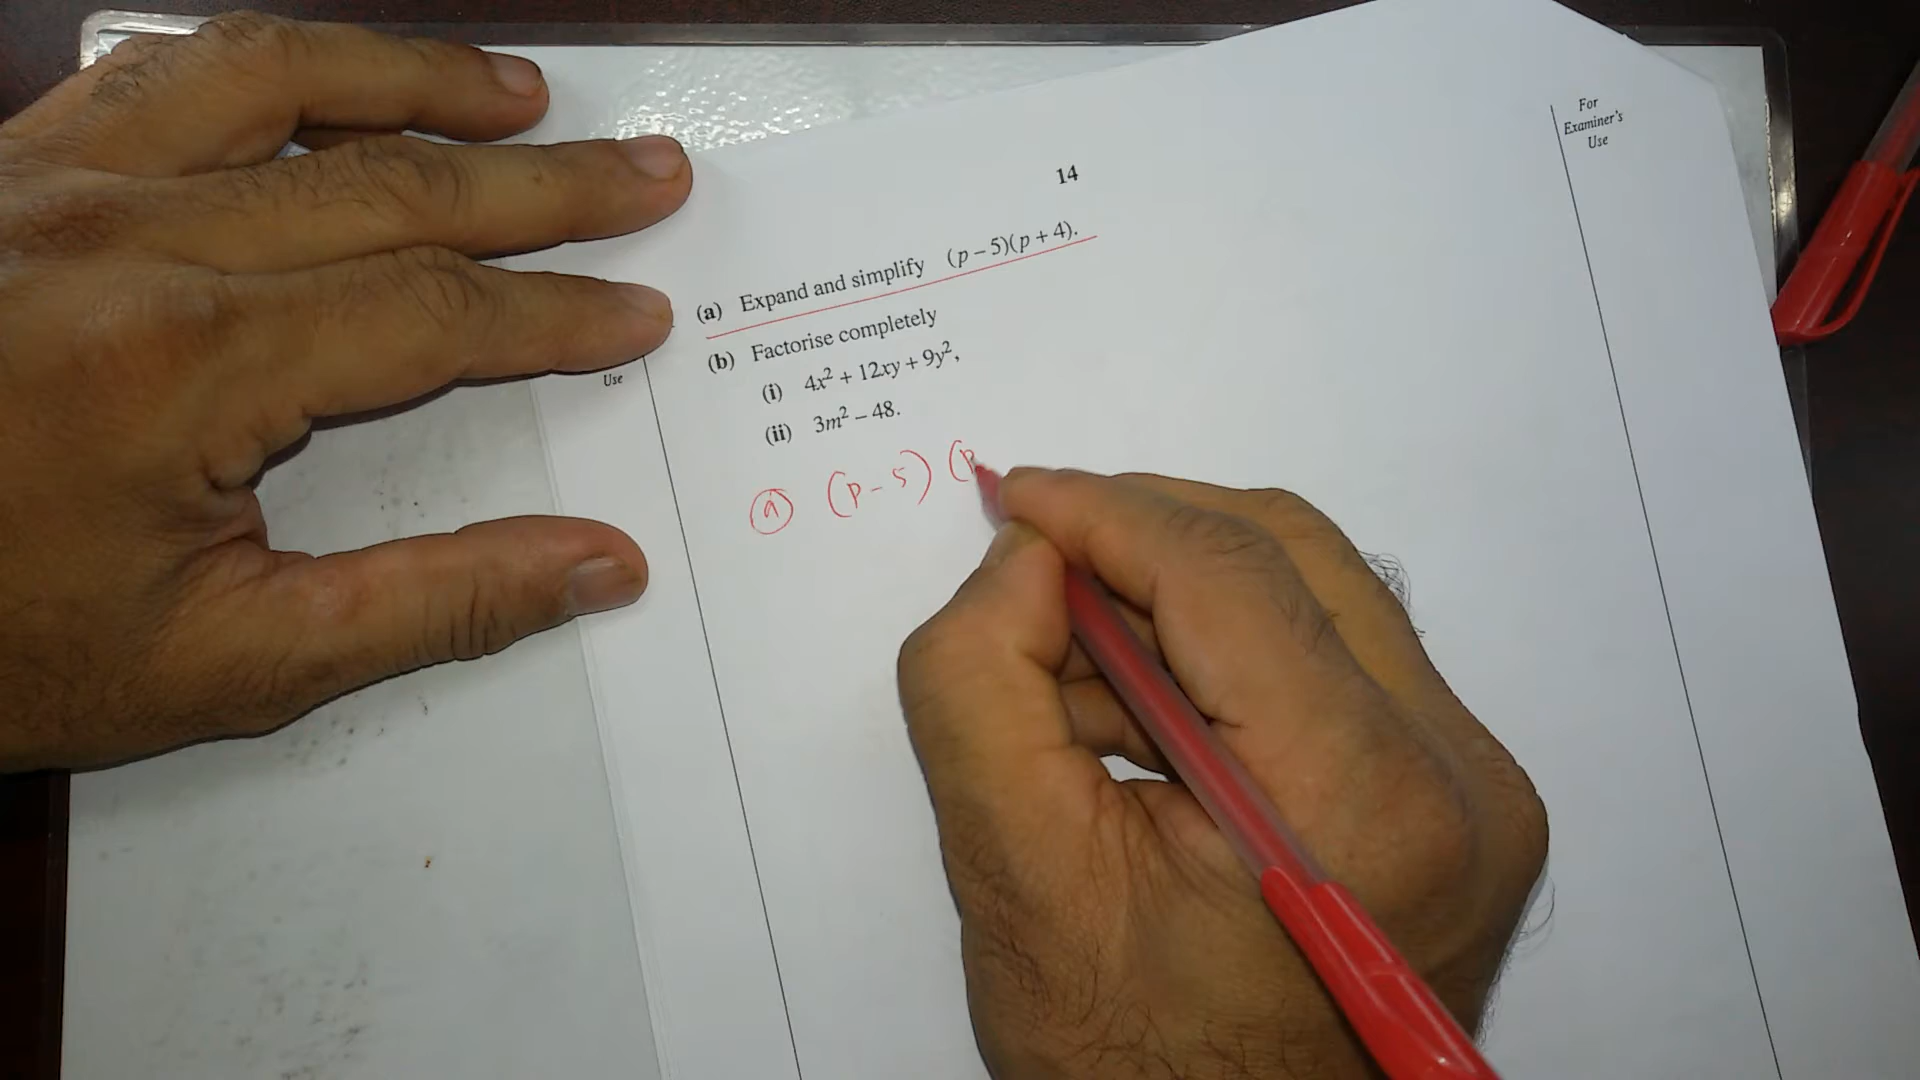 For
Examiner's
Use
14
(a) Expand and simplify (p − 5)(p + 4).
(b) Factorise completely
(i) 4x² + 12xy + 9y²,
(ii) 3m² − 48.
Use
(a) (p − 5) (p